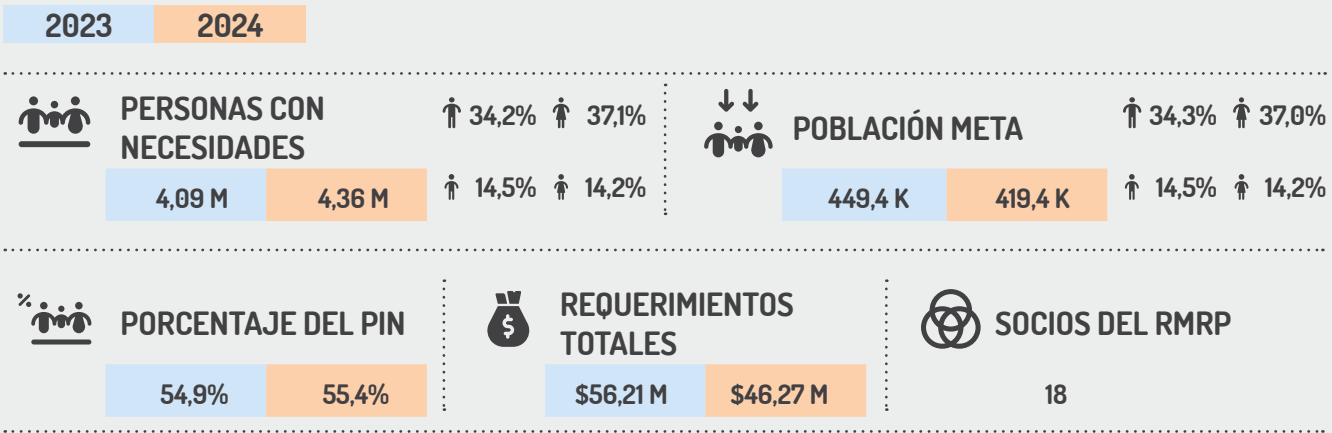 2023 2024
PERSONAS CON
NECESIDADES
34,2% 37,1%
4,09 M 4,36 M
14,5% 14,2%
POBLACIÓN META
34,3% 37,0%
449,4 K 419,4 K
14,5% 14,2%
%
PORCENTAJE DEL PIN
54,9% 55,4%
$
REQUERIMIENTOS
TOTALES
$56,21 M $46,27 M
SOCIOS DEL RMRP
18